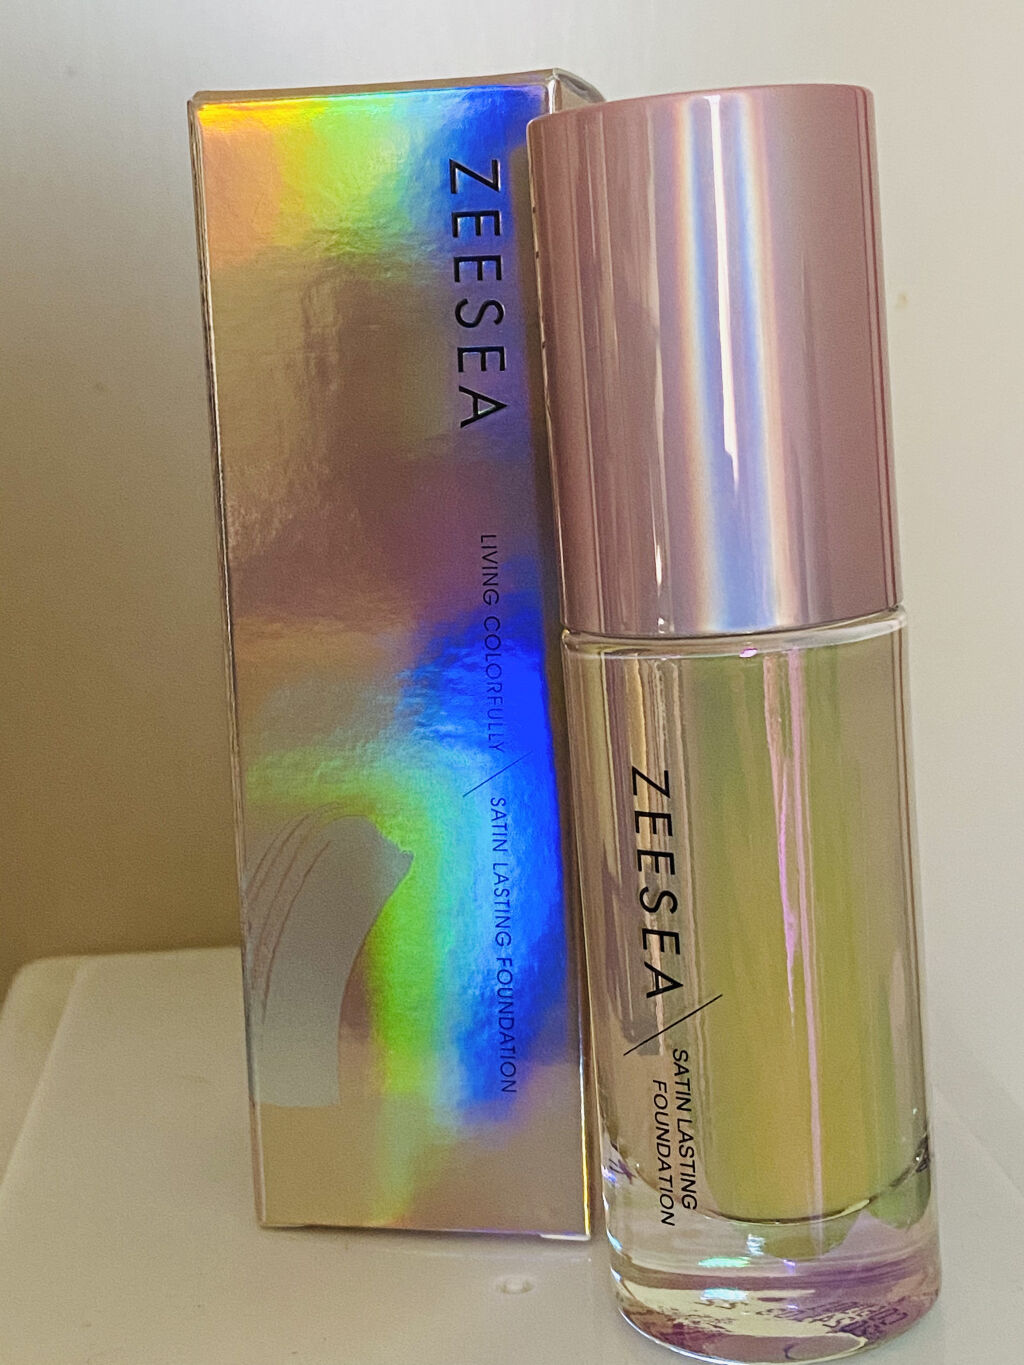 ZEESEA
LIVING COLORFULLY
SATIN LASTING FOUNDATION
ZEESEA
SATIN LASTING
FOUNDATION